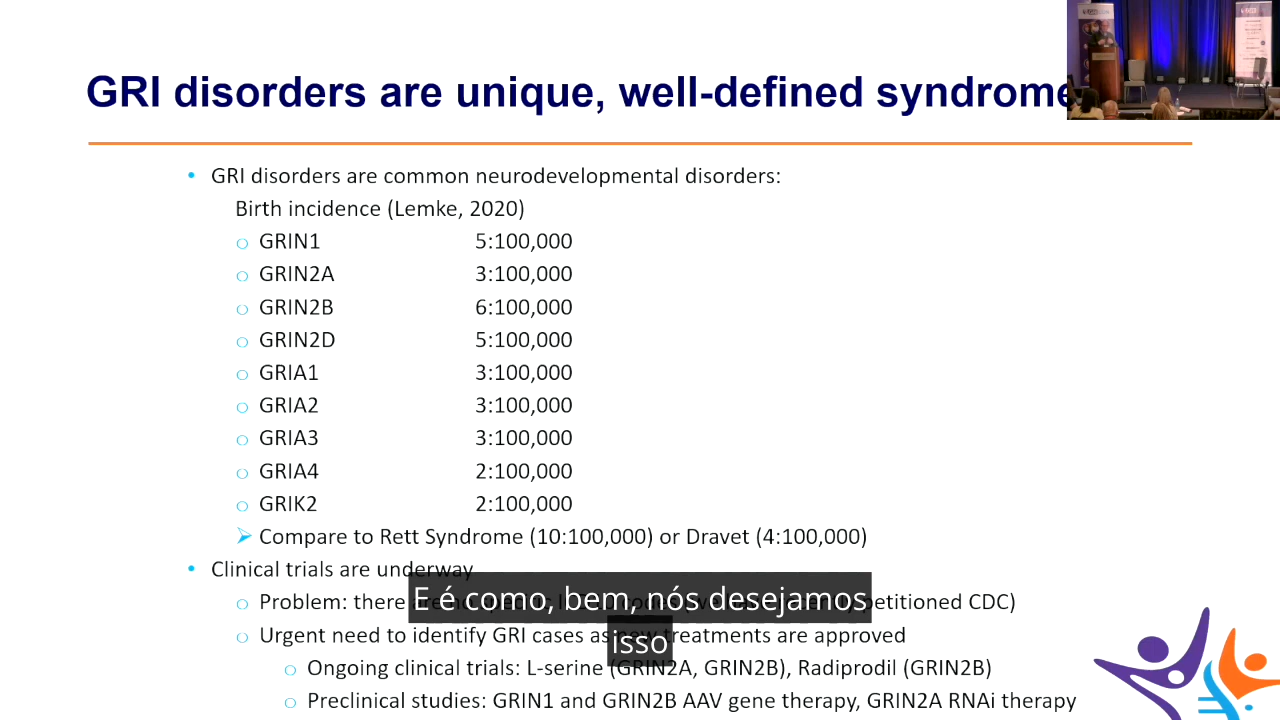 GRI disorders are unique, well-defined syndrome
• GRI disorders are common neurodevelopmental disorders:
Birth incidence (Lemke, 2020)
○ GRIN1 5:100,000
○ GRIN2A 3:100,000
○ GRIN2B 6:100,000
○ GRIN2D 5:100,000
○ GRIA1 3:100,000
○ GRIA2 3:100,000
○ GRIA3 3:100,000
○ GRIA4 2:100,000
○ GRIK2 2:100,000
➢ Compare to Rett Syndrome (10:100,000) or Dravet (4:100,000)
• Clinical trials are underway
○ Problem: there petitioned CDC)
E é como, bem, nós desejamos
isso
○ Urgent need to identify GRI cases as new treatments are approved
○ Ongoing clinical trials: L-serine (GRIN2A, GRIN2B), Radiprodil (GRIN2B)
○ Preclinical studies: GRIN1 and GRIN2B AAV gene therapy, GRIN2A RNAi therapy